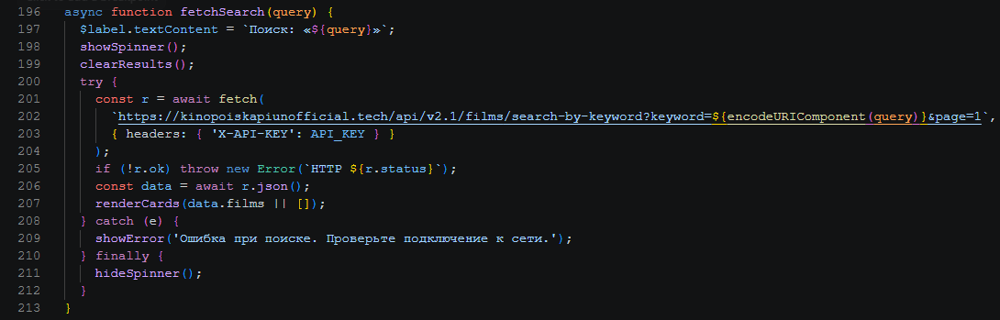 196 async function fetchSearch(query) {
197 $label.textContent = `Поиск: «${query}»`;
198 showSpinner();
199 clearResults();
200 try {
201 const r = await fetch(
202 `https://kinopoiskapiunofficial.tech/api/v2.1/films/search-by-keyword?keyword=${encodeURIComponent(query)}&page=1`,
203 { headers: { 'X-API-KEY': API_KEY } }
204 );
205 if (!r.ok) throw new Error(`HTTP ${r.status}`);
206 const data = await r.json();
207 renderCards(data.films || []);
208 } catch (e) {
209 showError('Ошибка при поиске. Проверьте подключение к сети.');
210 } finally {
211 hideSpinner();
212 }
213 }